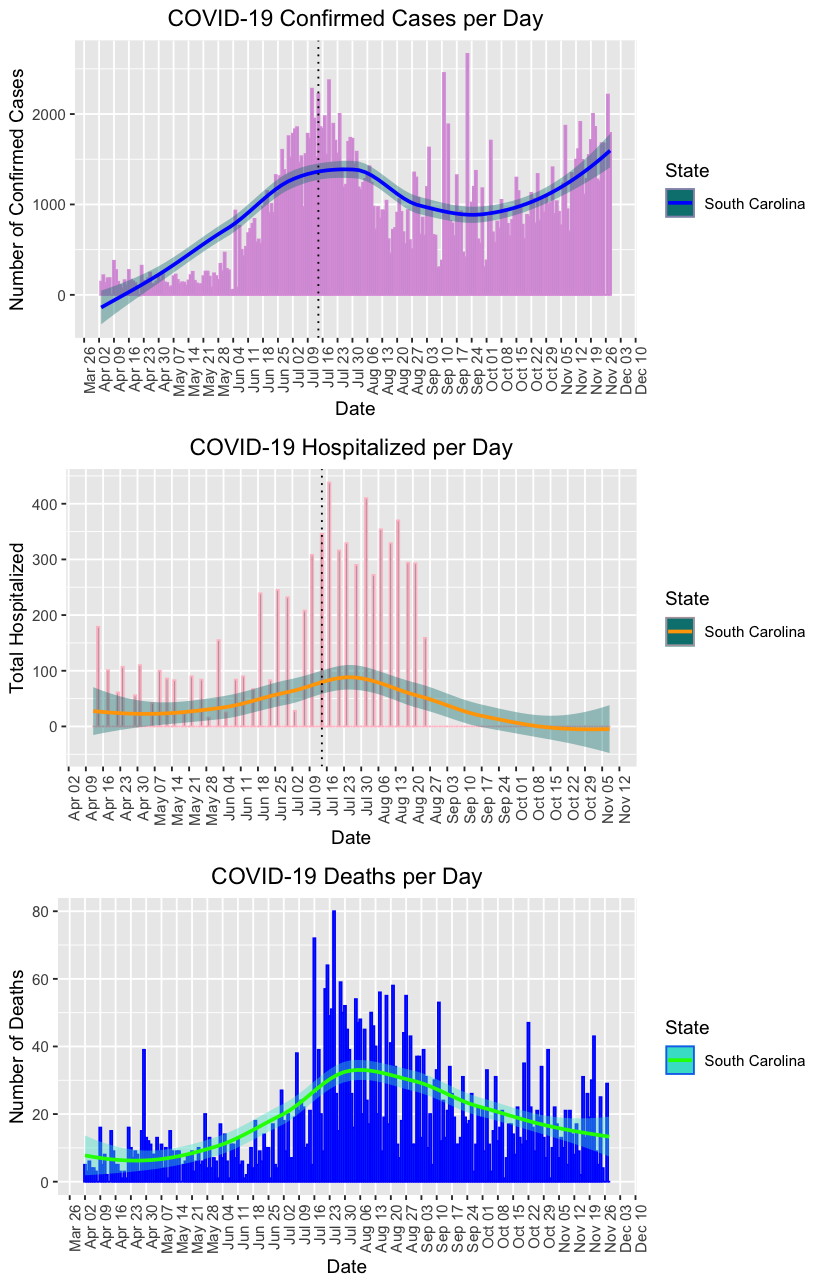 COVID-19 Confirmed Cases per Day
Number of Confirmed Cases
2000
1000
0
Mar 26
Apr 02
Apr 09
Apr 16
Apr 23
Apr 30
May 07
May 14
May 21
May 28
Jun 04
Jun 11
Jun 18
Jun 25
Jul 02
Jul 09
Jul 16
Jul 23
Jul 30
Aug 06
Aug 13
Aug 20
Aug 27
Sep 03
Sep 10
Sep 17
Sep 24
Oct 01
Oct 08
Oct 15
Oct 22
Oct 29
Nov 05
Nov 12
Nov 19
Nov 26
Dec 03
Dec 10
Date
State
South Carolina
COVID-19 Hospitalized per Day
Total Hospitalized
400
300
200
100
0
Apr 02
Apr 09
Apr 16
Apr 23
Apr 30
May 07
May 14
May 21
May 28
Jun 04
Jun 11
Jun 18
Jun 25
Jul 02
Jul 09
Jul 16
Jul 23
Jul 30
Aug 06
Aug 13
Aug 20
Aug 27
Sep 03
Sep 10
Sep 17
Sep 24
Oct 01
Oct 08
Oct 15
Oct 22
Oct 29
Nov 05
Nov 12
Date
State
South Carolina
COVID-19 Deaths per Day
Number of Deaths
80
60
40
20
0
Mar 26
Apr 02
Apr 09
Apr 16
Apr 23
Apr 30
May 07
May 14
May 21
May 28
Jun 04
Jun 11
Jun 18
Jun 25
Jul 02
Jul 09
Jul 16
Jul 23
Jul 30
Aug 06
Aug 13
Aug 20
Aug 27
Sep 03
Sep 10
Sep 17
Sep 24
Oct 01
Oct 08
Oct 15
Oct 22
Oct 29
Nov 05
Nov 12
Nov 19
Nov 26
Dec 03
Dec 10
Date
State
South Carolina